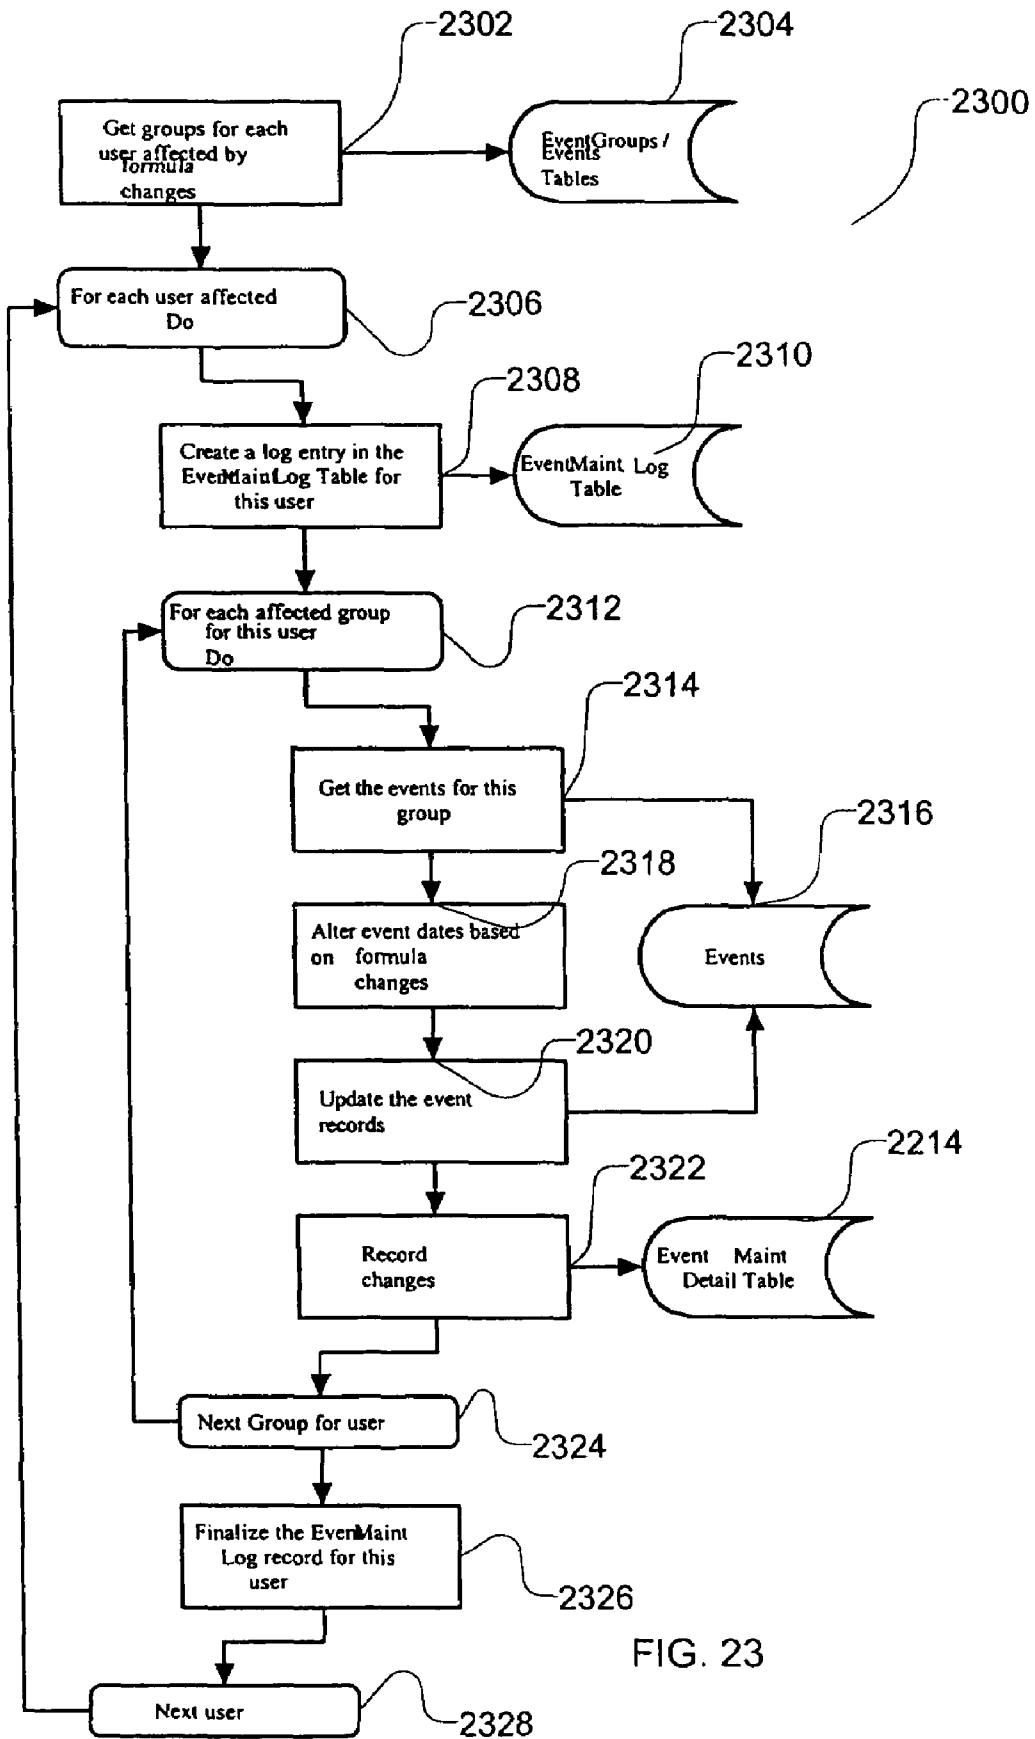 2302
2304
2300
Get groups for each
user affected by
formula
changes
EventGroups /
Events
Tables
For each user affected
Do
2306
2310
2308
Create a log entry in the
EventMaintLog Table for
this user
EventMaint Log
Table
For each affected group
for this user
Do
2312
2314
Get the events for this
group
2316
2318
Alter event dates based
on formula
changes
Events
2320
Update the event
records
2214
2322
Record
changes
Event Maint
Detail Table
Next Group for user
2324
Finalize the EventMaint
Log record for this
user
2326
FIG. 23
Next user
2328